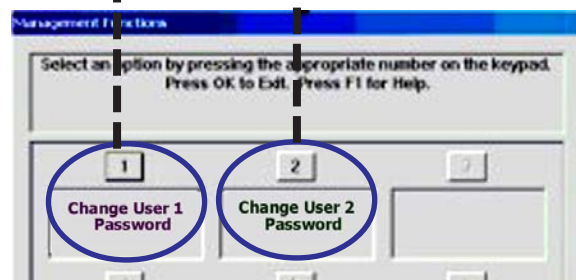 Management Functions
Select an option by pressing the appropriate number on the keypad.
Press OK to Exit. Press F1 for Help.
1
2
Change User 1
Password
Change User 2
Password